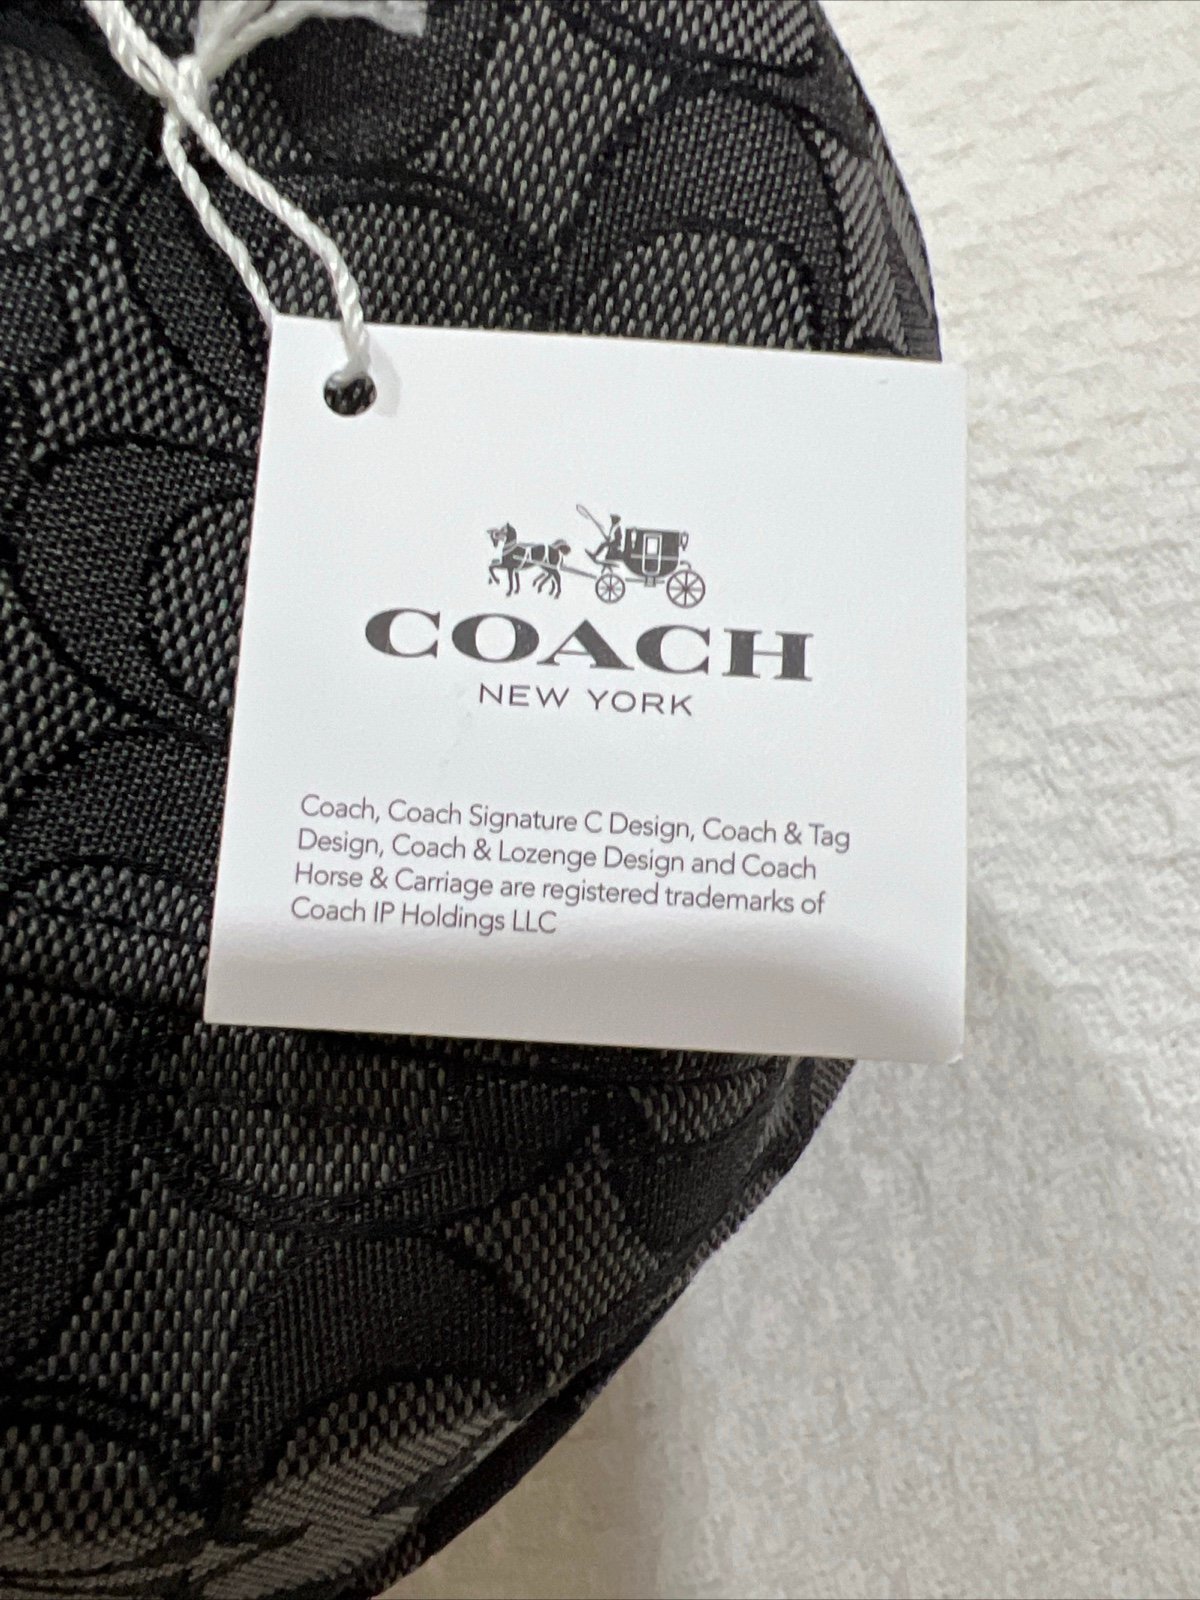 COACH
NEW YORK
Coach, Coach Signature C Design, Coach & Tag
Design, Coach & Lozenge Design and Coach
Horse & Carriage are registered trademarks of
Coach IP Holdings LLC